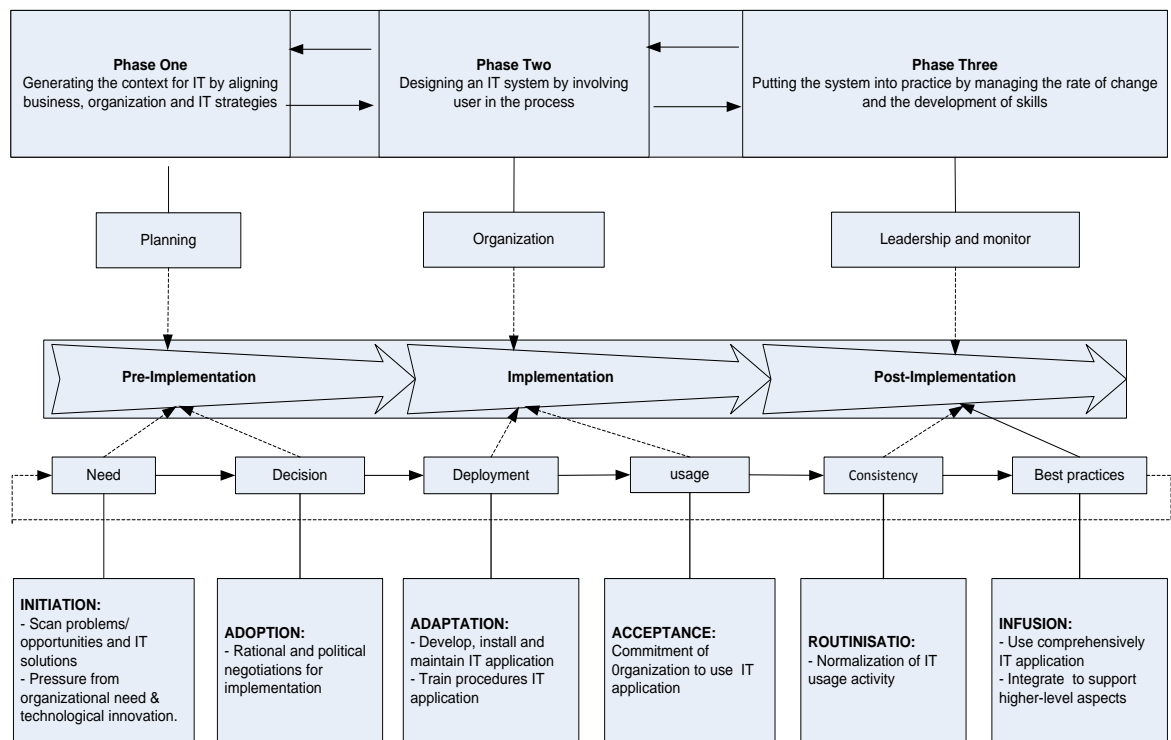 Phase One
Generating the context for IT by aligning
business, organization and IT strategies
Phase Two
Designing an IT system by involving
user in the process
Phase Three
Putting the system into practice by managing the rate of change
and the development of skills
Planning
Organization
Leadership and monitor
Pre-Implementation
Implementation
Post-Implementation
Need
Decision
Deployment
usage
Consistency
Best practices
INITIATION:
- Scan problems/
opportunities and IT
solutions
- Pressure from
organizational need &
technological innovation.
ADOPTION:
- Rational and political
negotiations for
implementation
ADAPTATION:
- Develop, install and
maintain IT application
- Train procedures IT
application
ACCEPTANCE:
Commitment of
0rganization to use IT
application
ROUTINISATIO:
- Normalization of IT
usage activity
INFUSION:
- Use comprehensively
IT application
- Integrate to support
higher-level aspects